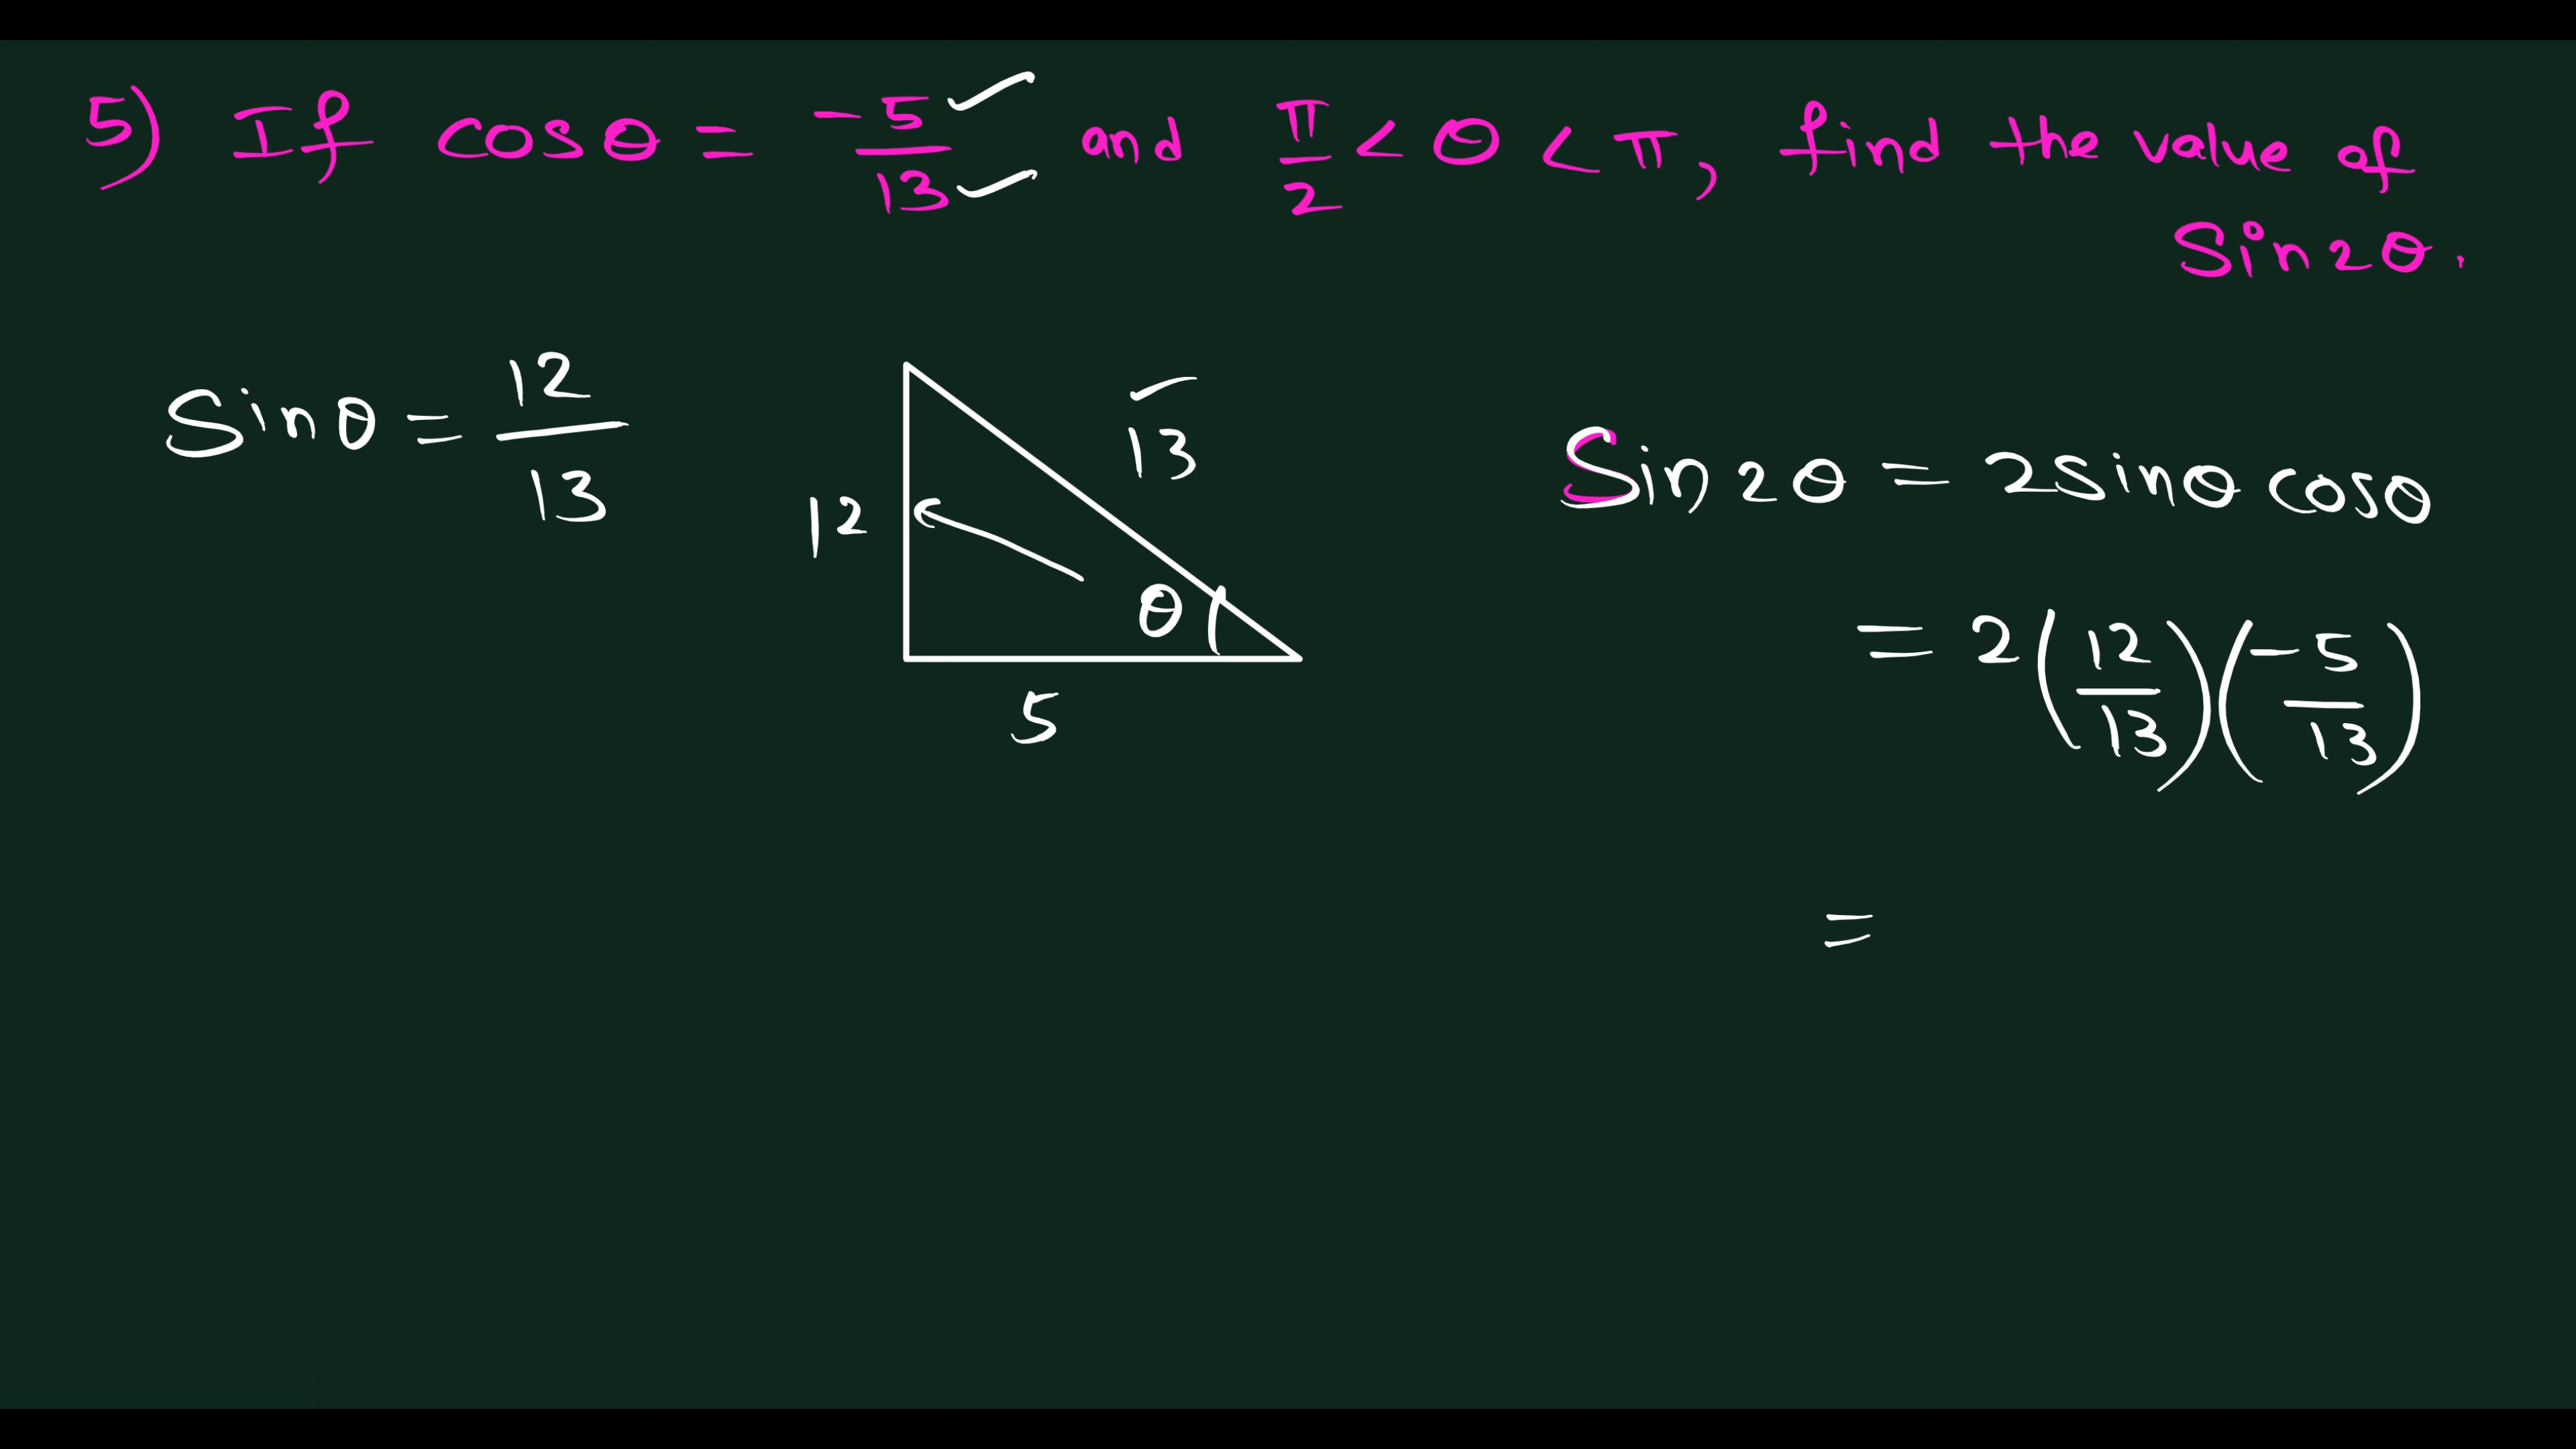 5) If cosθ = -5/13 and π/2 < θ < π, find the value of
sin2θ.
Sinθ = 12/13
13
12
θ
5
Sin2θ = 2sinθ cosθ
= 2(12/13)(-5/13)
=